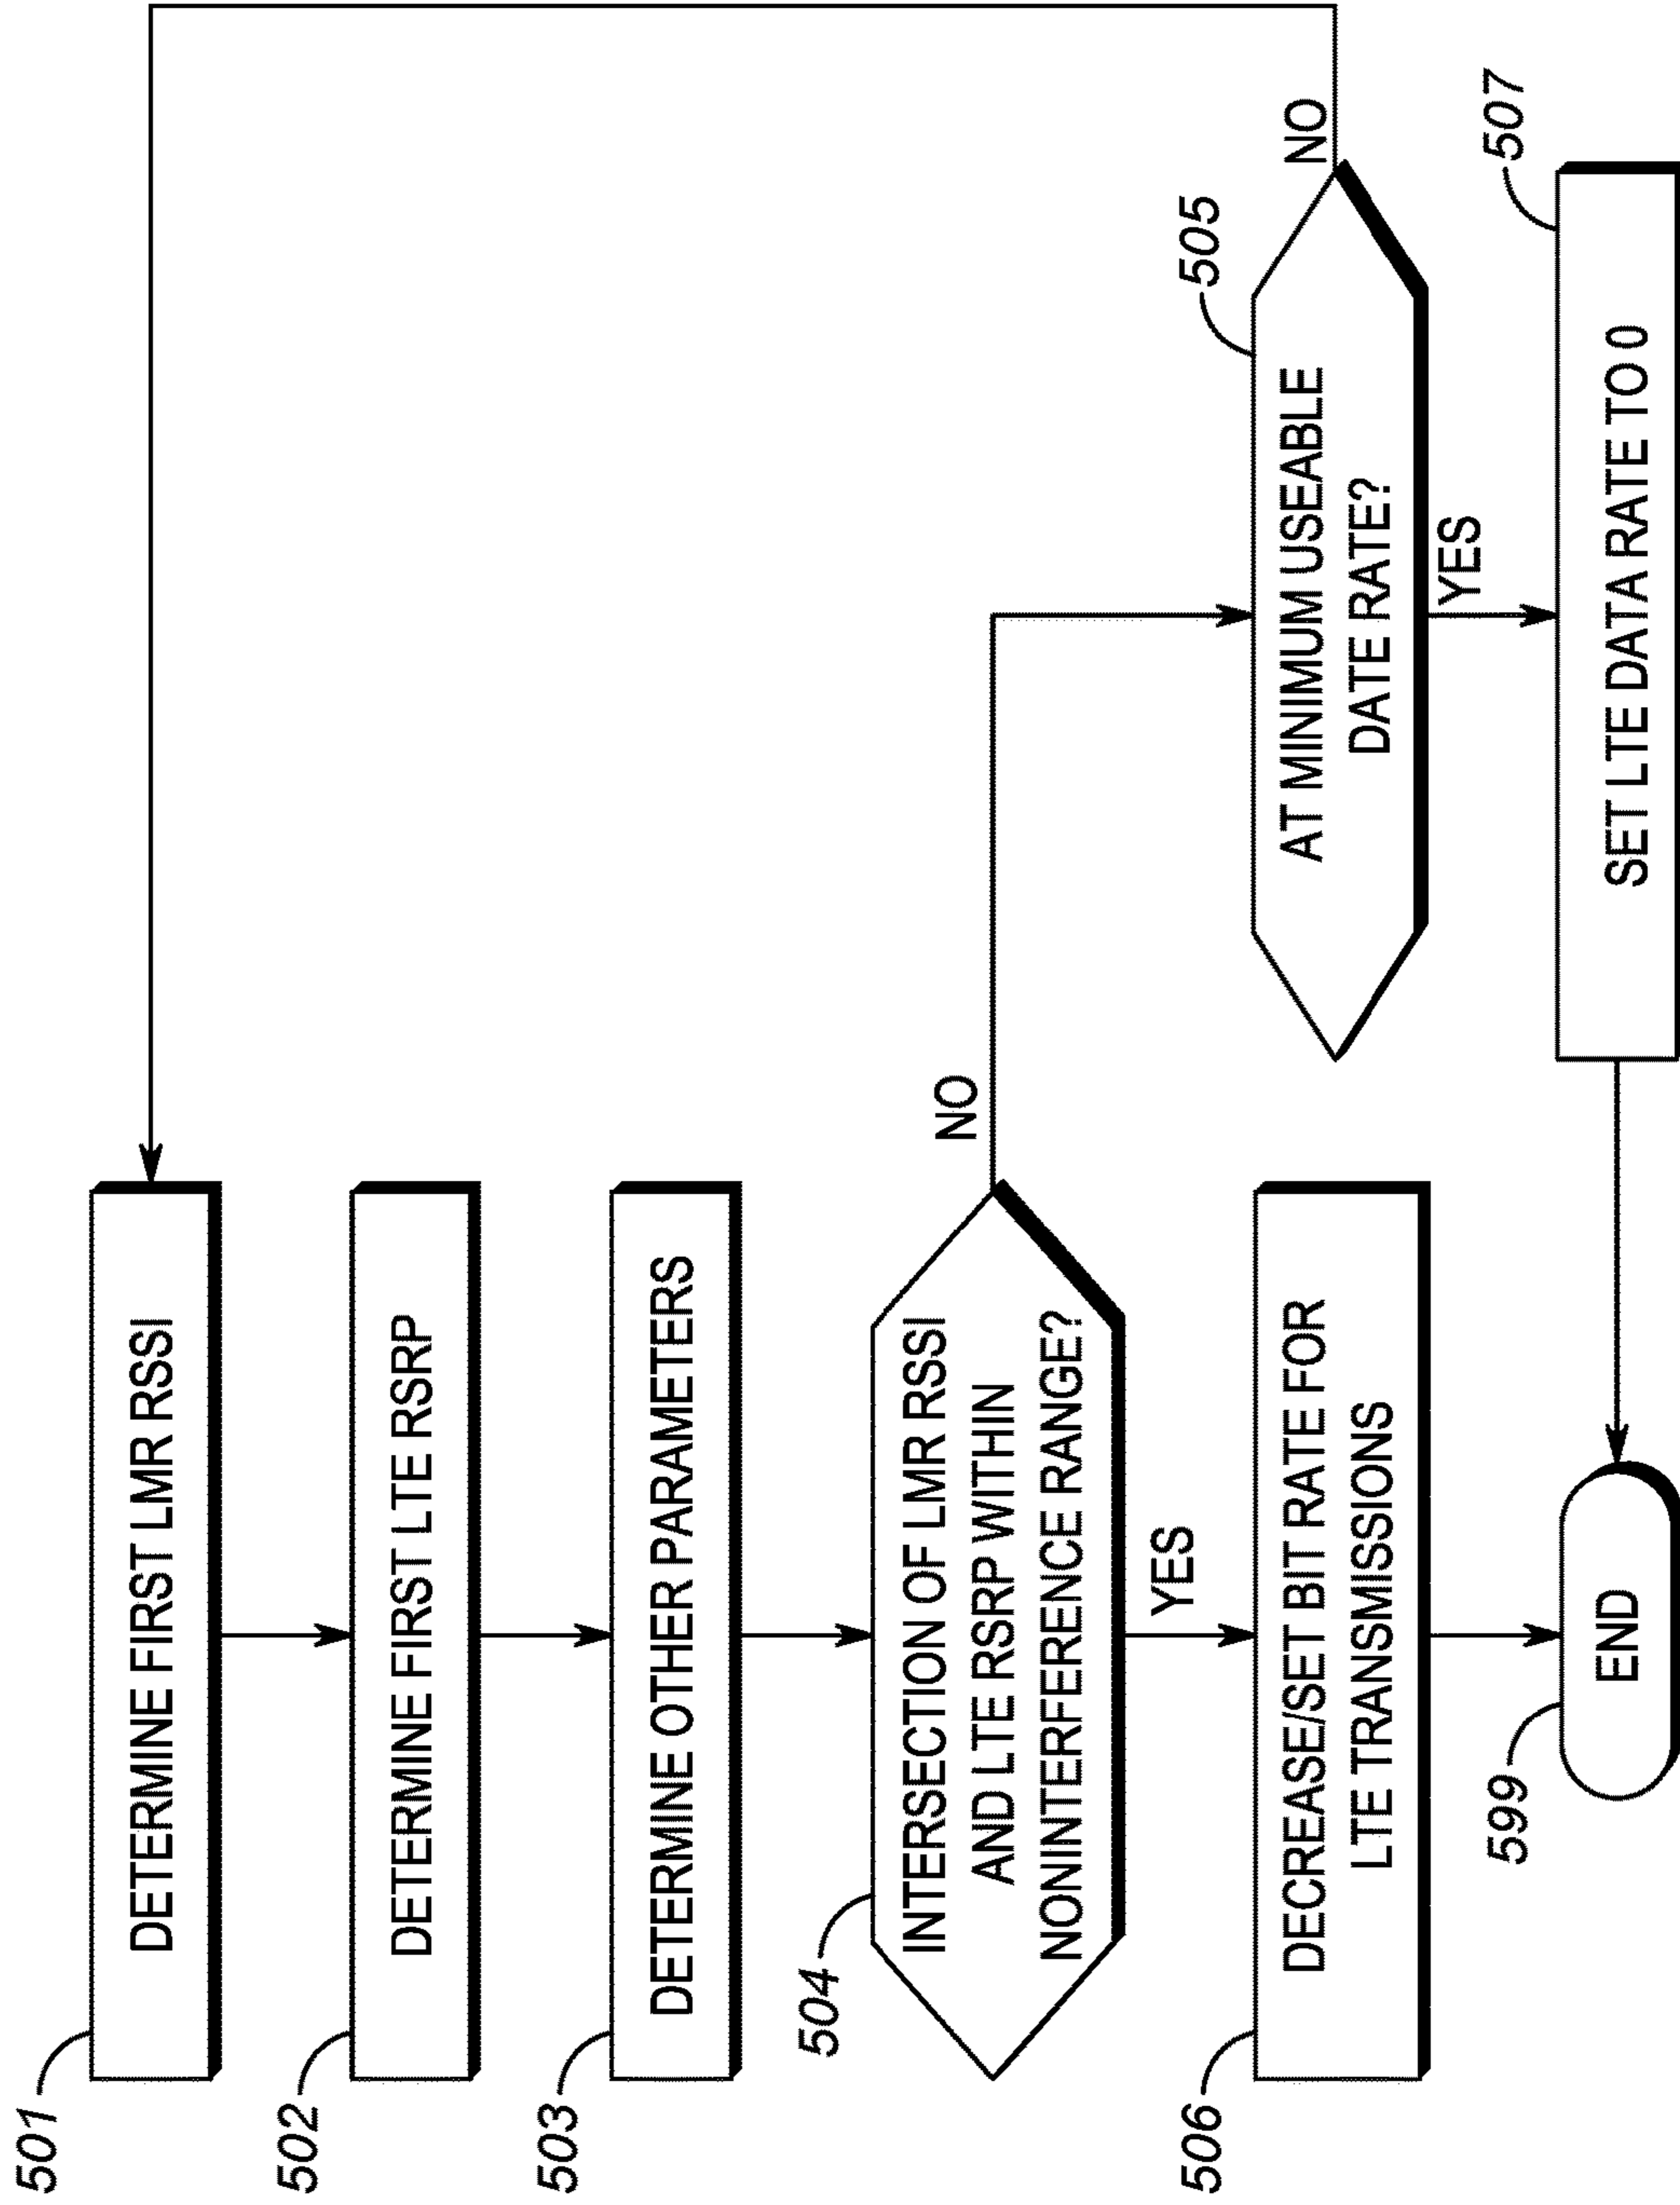 501
DETERMINE FIRST LMR RSSI
502
DETERMINE FIRST LTE RSRP
503
DETERMINE OTHER PARAMETERS
504
INTERSECTION OF LMR RSSI
AND LTE RSRP WITHIN
NONINTERFERENCE RANGE?
NO
YES
505
AT MINIMUM USEABLE
DATE RATE?
NO
YES
506
DECREASE/SET BIT RATE FOR
LTE TRANSMISSIONS
507
SET LTE DATA RATE TO 0
599
END